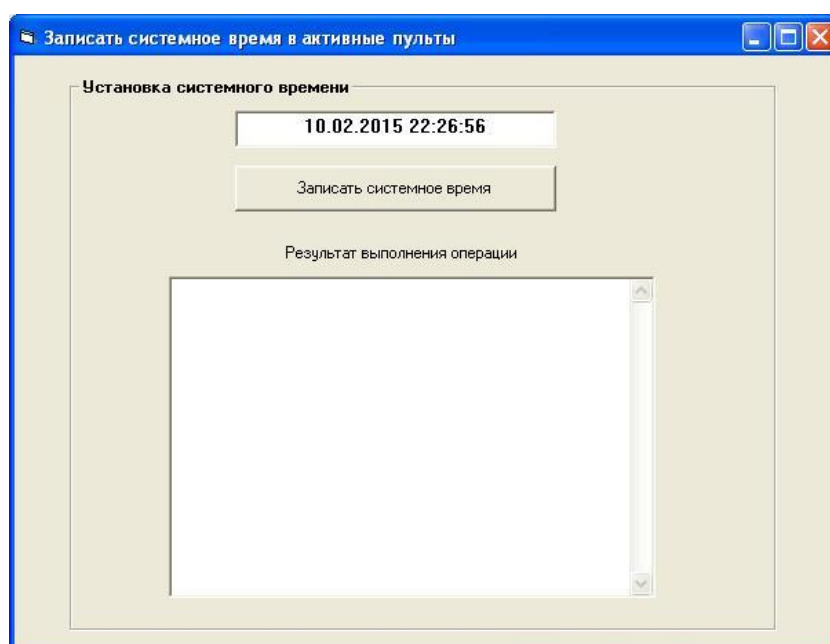 Записать системное время в активные пульты
Установка системного времени
10.02.2015 22:26:56
Записать системное время
Результат выполнения операции